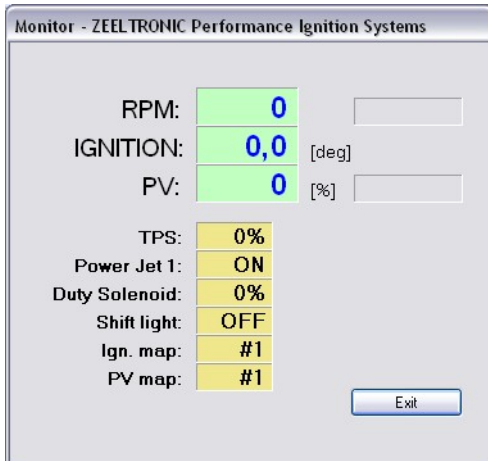 Monitor - ZEELTRONIC Performance Ignition Systems
RPM: 0
IGNITION: 0,0 [deg]
PV: 0 [%]
TPS: 0%
Power Jet 1: ON
Duty Solenoid: 0%
Shift light: OFF
Ign. map: #1
PV map: #1
Exit